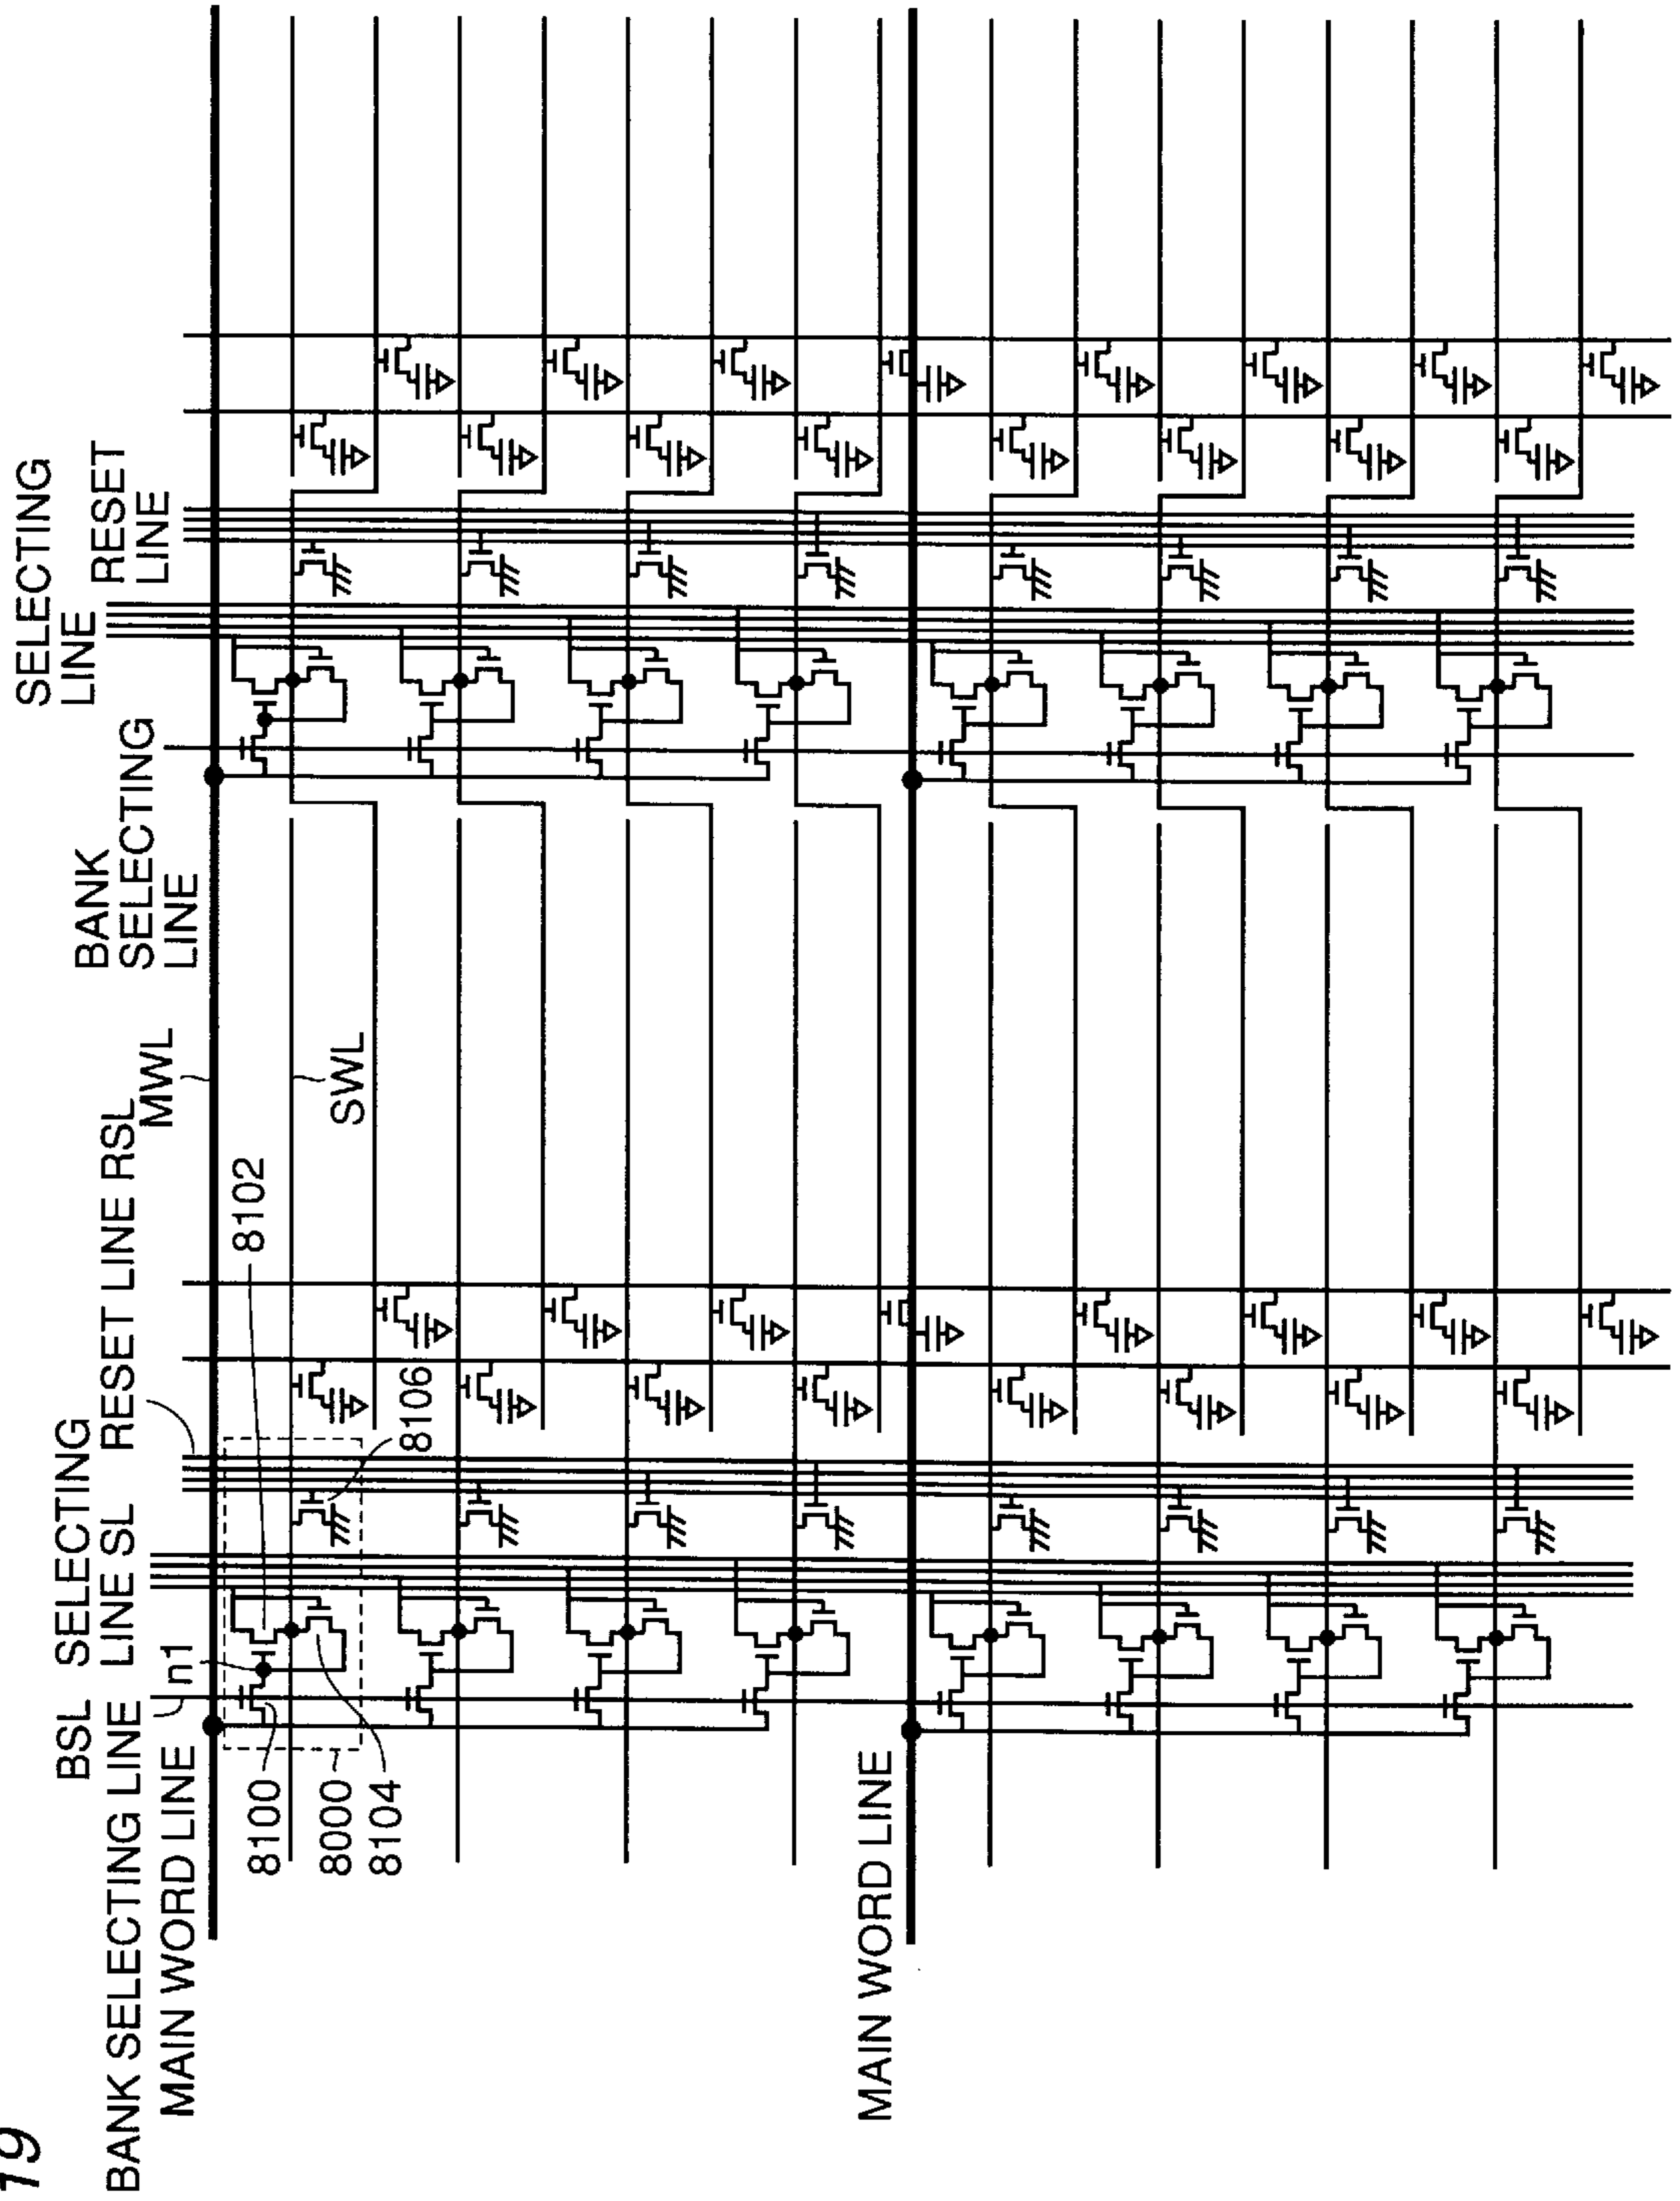 19
BSL
BANK SELECTING LINE
MAIN WORD LINE
n1
SELECTING
LINE SL
RESET LINE RSL
MWL
8102
8106
SWL
8100
8000
8104
BANK
SELECTING
LINE
SELECTING
LINE
RESET
LINE
MAIN WORD LINE